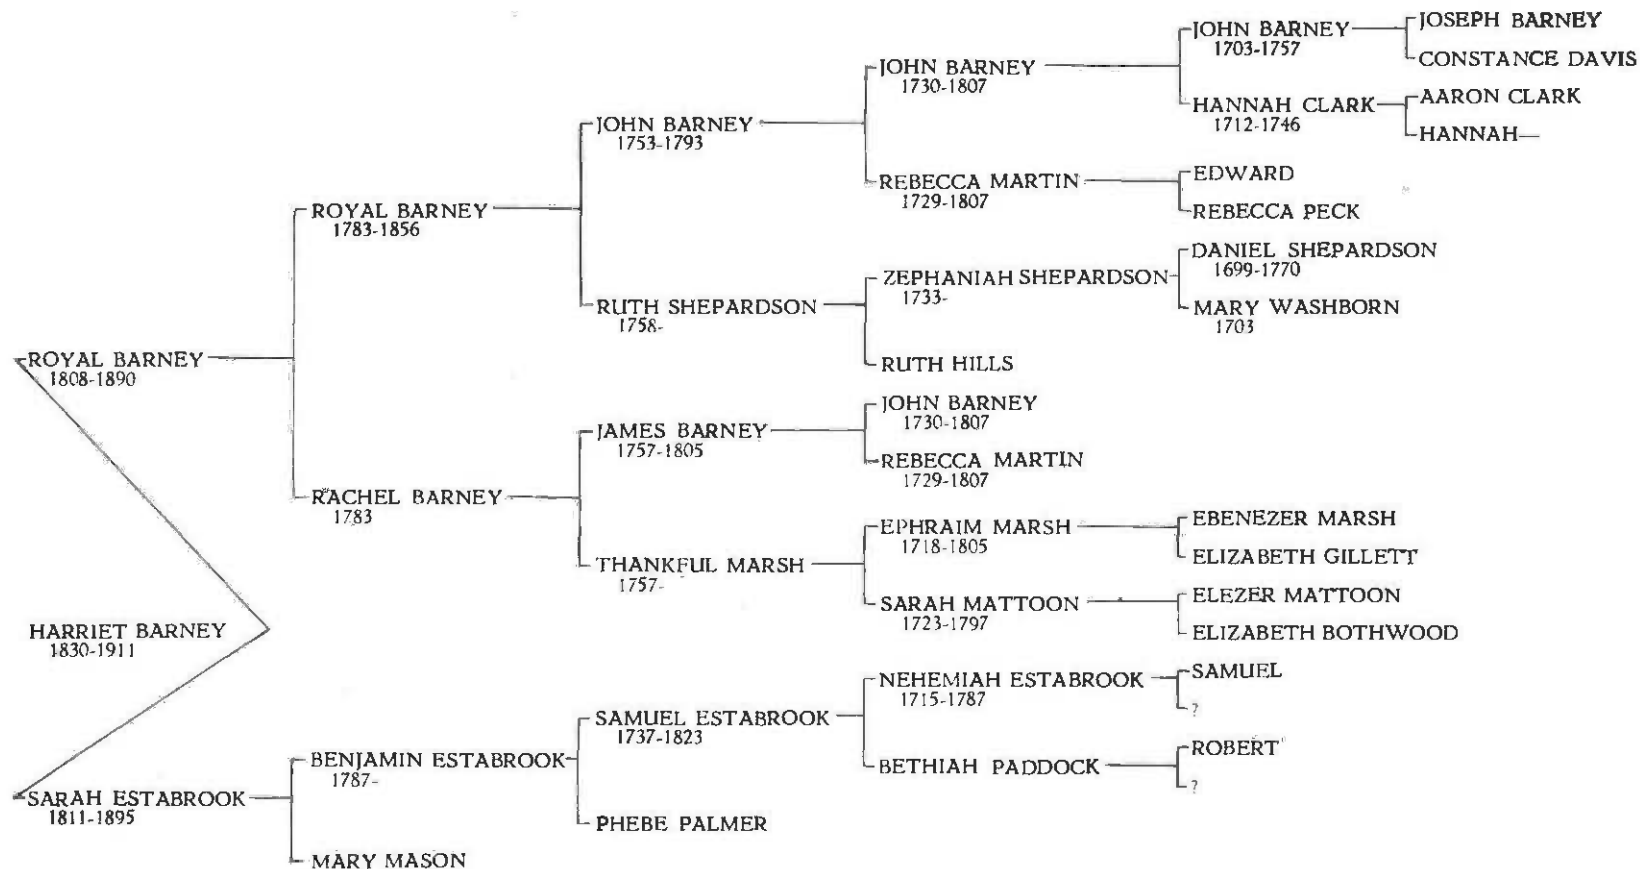 JOSEPH BARNEY
JOHN BARNEY
1703-1757
CONSTANCE DAVIS
JOHN BARNEY
1730-1807
AARON CLARK
HANNAH CLARK
1712-1746
HANNAH—
JOHN BARNEY
1753-1793
EDWARD
REBECCA MARTIN
1729-1807
REBECCA PECK
ROYAL BARNEY
1783-1856
DANIEL SHEPARDSON
1699-1770
ZEPHANIAH SHEPARDSON
1733-
RUTH SHEPARDSON
1758-
MARY WASHBORN
1703
ROYAL BARNEY
1808-1890
RUTH HILLS
JOHN BARNEY
1730-1807
JAMES BARNEY
1757-1805
REBECCA MARTIN
1729-1807
RACHEL BARNEY
1783
EBENEZER MARSH
EPHRAIM MARSH
1718-1805
ELIZABETH GILLETT
THANKFUL MARSH
1757-
ELEZER MATTOON
SARAH MATTOON
1723-1797
HARRIET BARNEY
1830-1911
ELIZABETH BOTHWOOD
SAMUEL
NEHEMIAH ESTABROOK
1715-1787
?
SAMUEL ESTABROOK
1737-1823
ROBERT
BENJAMIN ESTABROOK
1787-
BETHIAH PADDOCK
?
SARAH ESTABROOK
1811-1895
PHEBE PALMER
MARY MASON